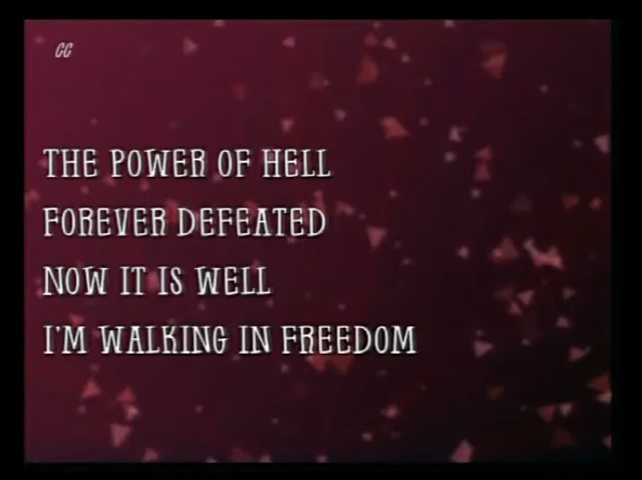 CC
THE POWER OF HELL
FOREVER DEFEATED
NOW IT IS WELL
I'M WALKING IN FREEDOM